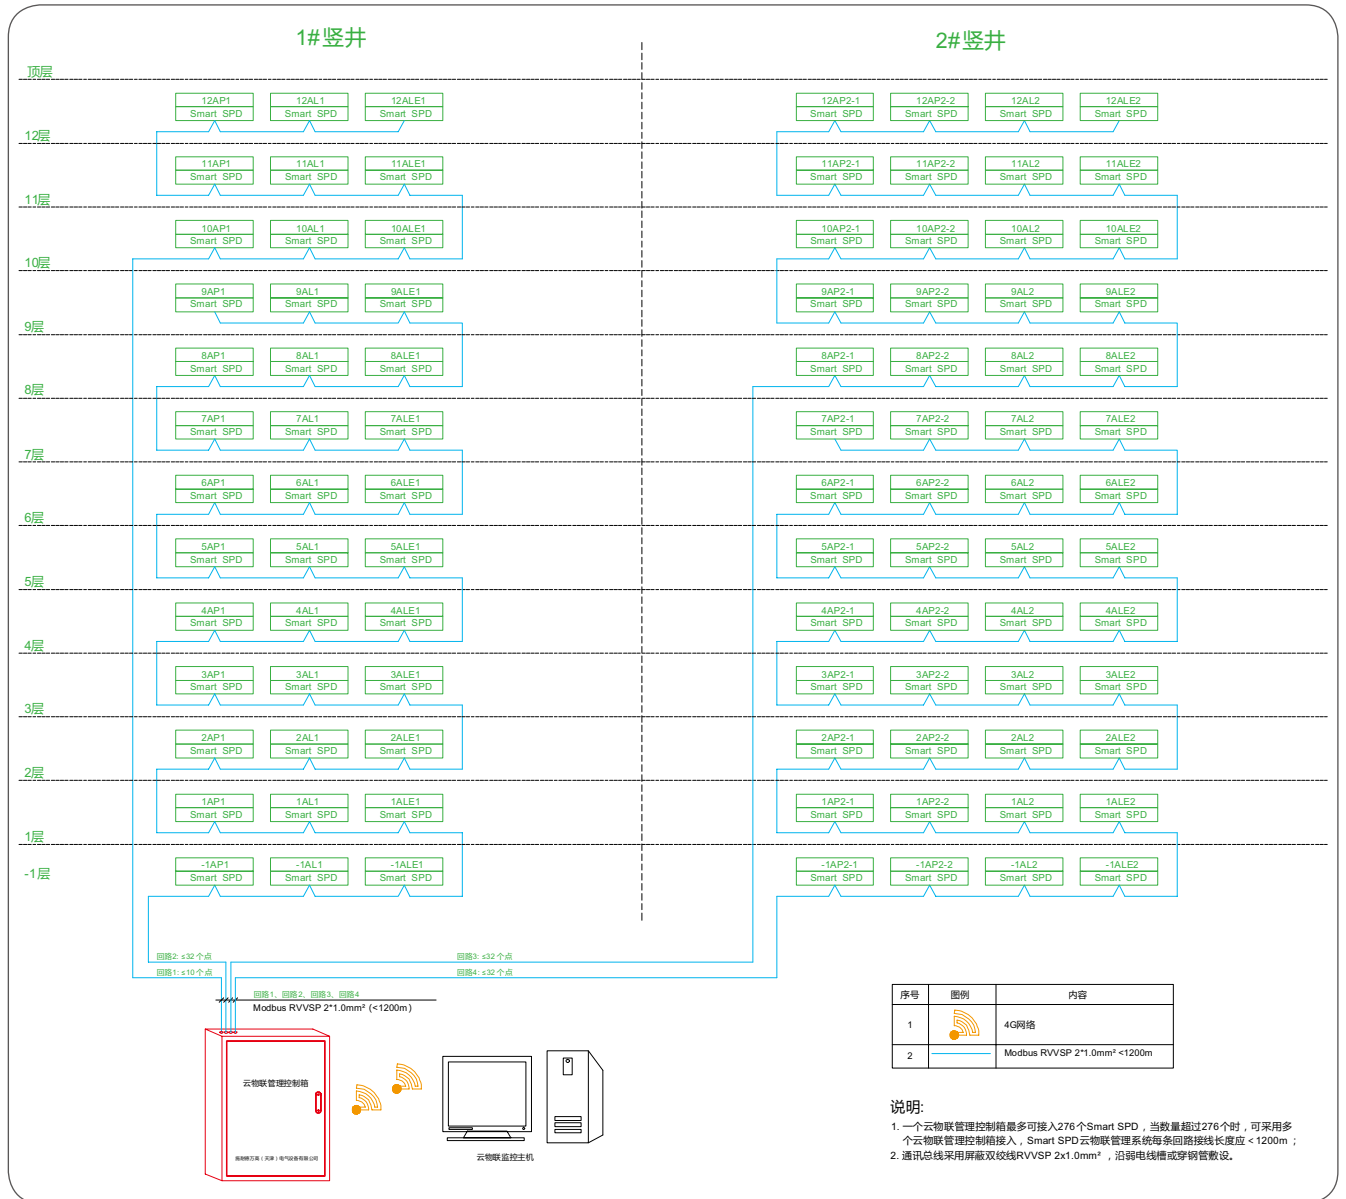 1#竖井 2#竖井
顶层
12AP1 12AL1 12ALE1 12AP2-1 12AP2-2 12AL2 12ALE2
Smart SPD Smart SPD Smart SPD Smart SPD Smart SPD Smart SPD Smart SPD
12层
11AP1 11AL1 11ALE1 11AP2-1 11AP2-2 11AL2 11ALE2
Smart SPD Smart SPD Smart SPD Smart SPD Smart SPD Smart SPD Smart SPD
11层
10AP1 10AL1 10ALE1 10AP2-1 10AP2-2 10AL2 10ALE2
Smart SPD Smart SPD Smart SPD Smart SPD Smart SPD Smart SPD Smart SPD
10层
9AP1 9AL1 9ALE1 9AP2-1 9AP2-2 9AL2 9ALE2
Smart SPD Smart SPD Smart SPD Smart SPD Smart SPD Smart SPD Smart SPD
9层
8AP1 8AL1 8ALE1 8AP2-1 8AP2-2 8AL2 8ALE2
Smart SPD Smart SPD Smart SPD Smart SPD Smart SPD Smart SPD Smart SPD
8层
7AP1 7AL1 7ALE1 7AP2-1 7AP2-2 7AL2 7ALE2
Smart SPD Smart SPD Smart SPD Smart SPD Smart SPD Smart SPD Smart SPD
7层
6AP1 6AL1 6ALE1 6AP2-1 6AP2-2 6AL2 6ALE2
Smart SPD Smart SPD Smart SPD Smart SPD Smart SPD Smart SPD Smart SPD
6层
5AP1 5AL1 5ALE1 5AP2-1 5AP2-2 5AL2 5ALE2
Smart SPD Smart SPD Smart SPD Smart SPD Smart SPD Smart SPD Smart SPD
5层
4AP1 4AL1 4ALE1 4AP2-1 4AP2-2 4AL2 4ALE2
Smart SPD Smart SPD Smart SPD Smart SPD Smart SPD Smart SPD Smart SPD
4层
3AP1 3AL1 3ALE1 3AP2-1 3AP2-2 3AL2 3ALE2
Smart SPD Smart SPD Smart SPD Smart SPD Smart SPD Smart SPD Smart SPD
3层
2AP1 2AL1 2ALE1 2AP2-1 2AP2-2 2AL2 2ALE2
Smart SPD Smart SPD Smart SPD Smart SPD Smart SPD Smart SPD Smart SPD
2层
1AP1 1AL1 1ALE1 1AP2-1 1AP2-2 1AL2 1ALE2
Smart SPD Smart SPD Smart SPD Smart SPD Smart SPD Smart SPD Smart SPD
1层
-1AP1 -1AL1 -1ALE1 -1AP2-1 -1AP2-2 -1AL2 -1ALE2
Smart SPD Smart SPD Smart SPD Smart SPD Smart SPD Smart SPD Smart SPD
-1层
回路2: ≤32个点 回路3: ≤32个点
回路1: ≤10个点 回路4: ≤32个点
回路1、回路2、回路3、回路4
Modbus RVVSP 2*1.0mm² (<1200m)
云物联管理控制箱
施耐德万高(天津)电气设备有限公司
云物联监控主机
序号 图例 内容
1 4G网络
2 Modbus RVVSP 2*1.0mm² <1200m
说明:
1. 一个云物联管理控制箱最多可接入276个Smart SPD，当数量超过276个时，可采用多
个云物联管理控制箱接入，Smart SPD云物联管理系统每条回路接线长度应＜1200m；
2. 通讯总线采用屏蔽双绞线RVVSP 2x1.0mm²，沿弱电线槽或穿钢管敷设。